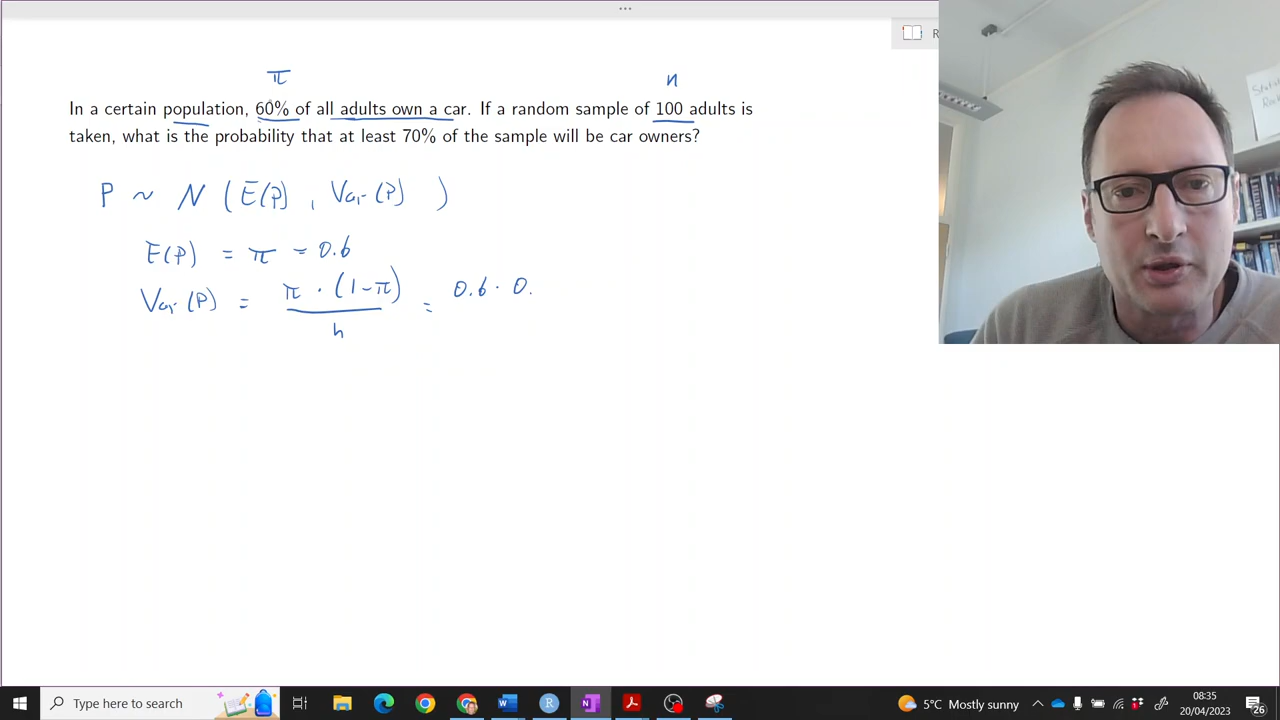 ...
R
π
n
In a certain population, 60% of all adults own a car. If a random sample of 100 adults is
taken, what is the probability that at least 70% of the sample will be car owners?
P ~ N ( E(P) , Var(P) )
E(P) = π = 0.6
Var(P) = π · (1-π) / n = 0.6 · 0.
Type here to search
5°C Mostly sunny
08:35
20/04/2023
26